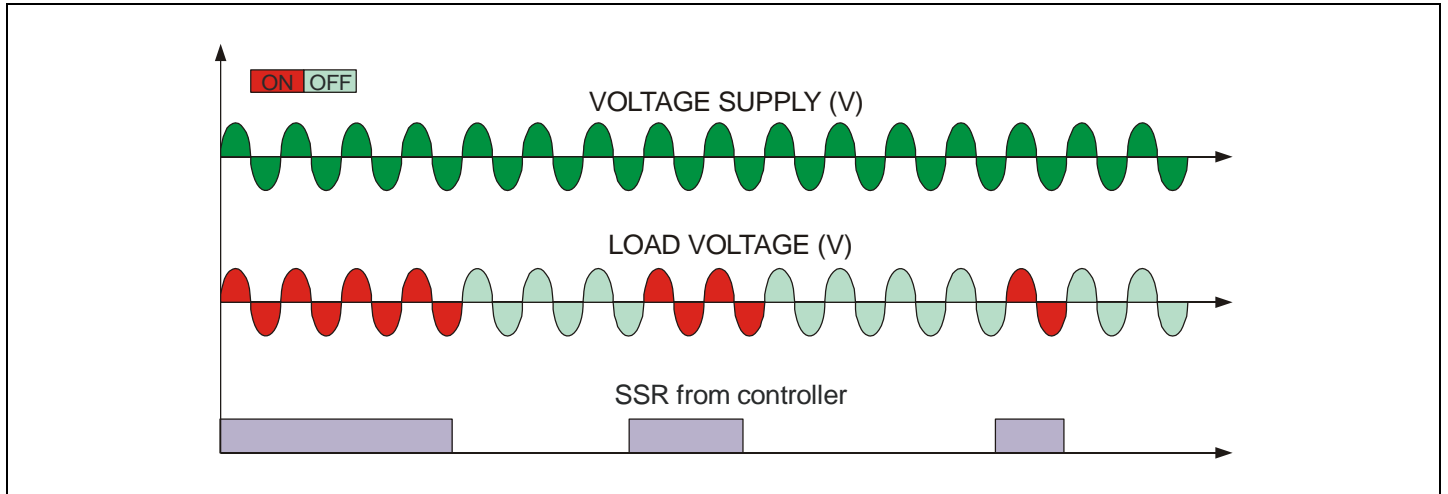 ON OFF
VOLTAGE SUPPLY (V)
LOAD VOLTAGE (V)
SSR from controller